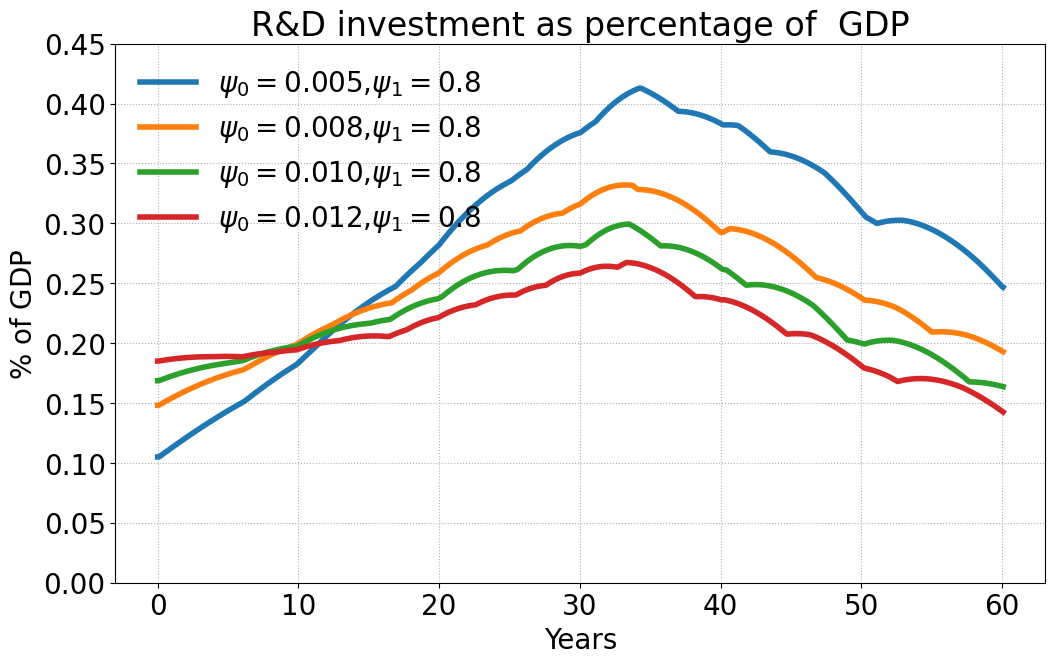 R&D investment as percentage of  GDP
0.45
0.40
0.35
0.30
0.25
0.20
0.15
0.10
0.05
0.00
% of GDP
ψ₀ = 0.005,ψ₁ = 0.8
ψ₀ = 0.008,ψ₁ = 0.8
ψ₀ = 0.010,ψ₁ = 0.8
ψ₀ = 0.012,ψ₁ = 0.8
0 10 20 30 40 50 60
Years